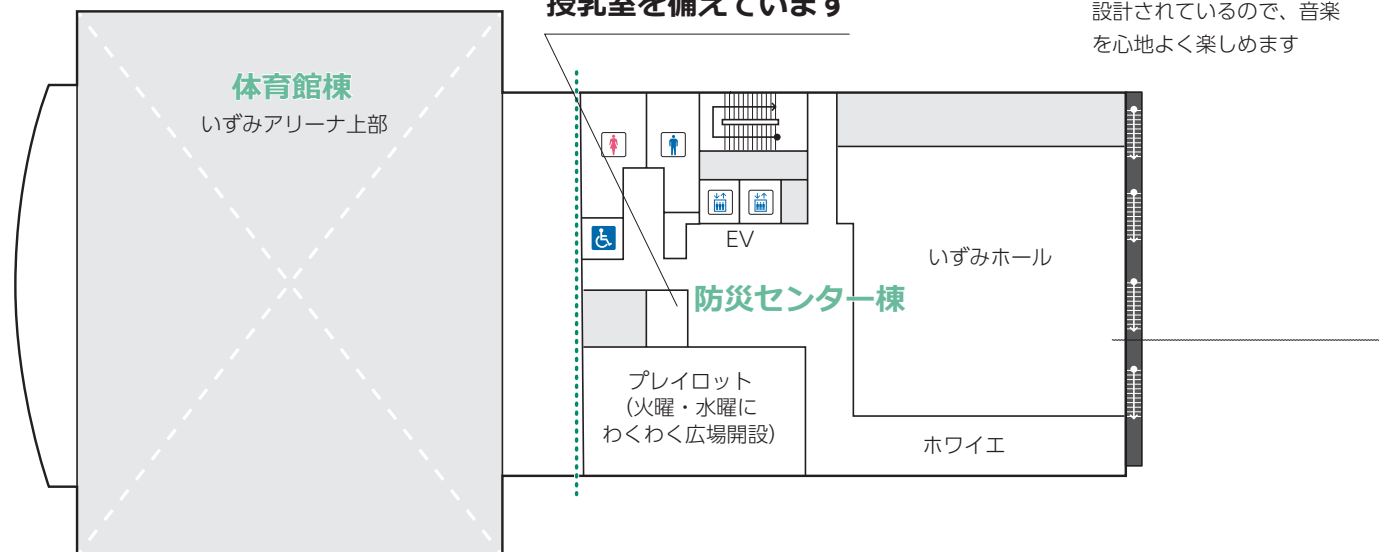 授乳室を備えています
設計されているので、音楽
を心地よく楽しめます
体育館棟
いずみアリーナ上部
EV
いずみホール
防災センター棟
プレイロット
(火曜・水曜に
わくわく広場開設)
ホワイエ